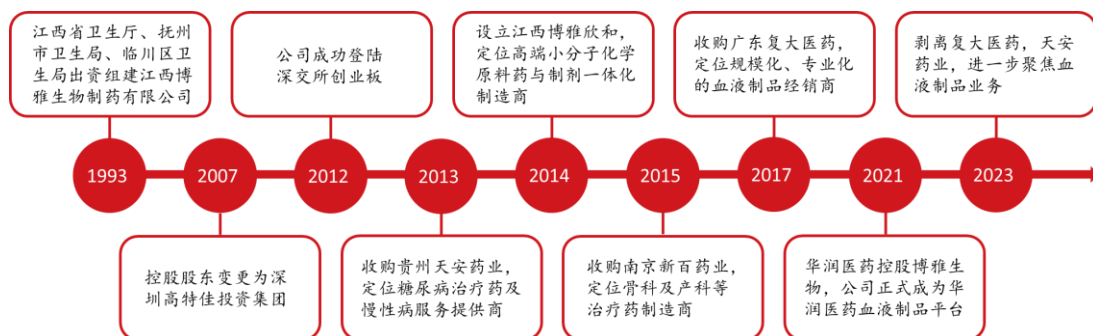 江西省卫生厅、抚州
市卫生局、临川区卫
生局出资组建江西博
雅生物制药有限公司
公司成功登陆
深交所创业板
设立江西博雅欣和，
定位高端小分子化学
原料药与制剂一体化
制造商
收购广东复大医药，
定位规模化、专业化
的血液制品经销商
剥离复大医药，天安
药业，进一步聚焦血
液制品业务
1993
2007
2012
2013
2014
2015
2017
2021
2023
控股股东变更为深
圳高特佳投资集团
收购贵州天安药业，
定位糖尿病治疗药及
慢性病服务提供商
收购南京新百药业，
定位骨科及产科等
治疗药制造商
华润医药控股博雅生
物，公司正式成为华
润医药血液制品平台